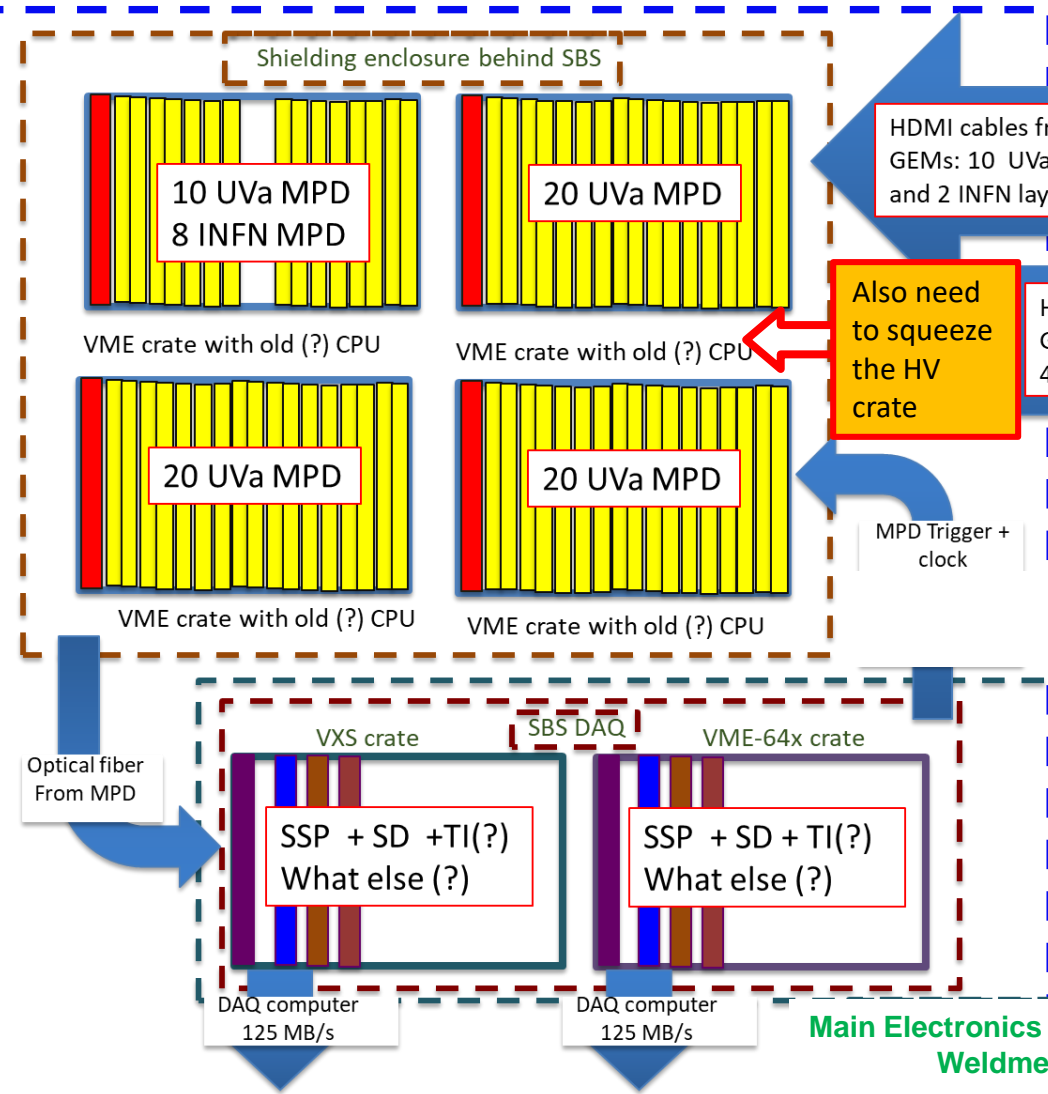 Shielding enclosure behind SBS
10 UVa MPD
8 INFN MPD
20 UVa MPD
HDMI cables
GEMs: 10 UVa
and 2 INFN
VME crate with old (?) CPU
VME crate with old (?) CPU
Also need
to squeeze
the HV
crate
20 UVa MPD
20 UVa MPD
MPD Trigger +
clock
VME crate with old (?) CPU
VME crate with old (?) CPU
SBS DAQ
VXS crate
VME-64x crate
Optical fiber
From MPD
SSP + SD +TI(?)
What else (?)
SSP + SD + TI(?)
What else (?)
DAQ computer
125 MB/s
DAQ computer
125 MB/s
Main Electronics